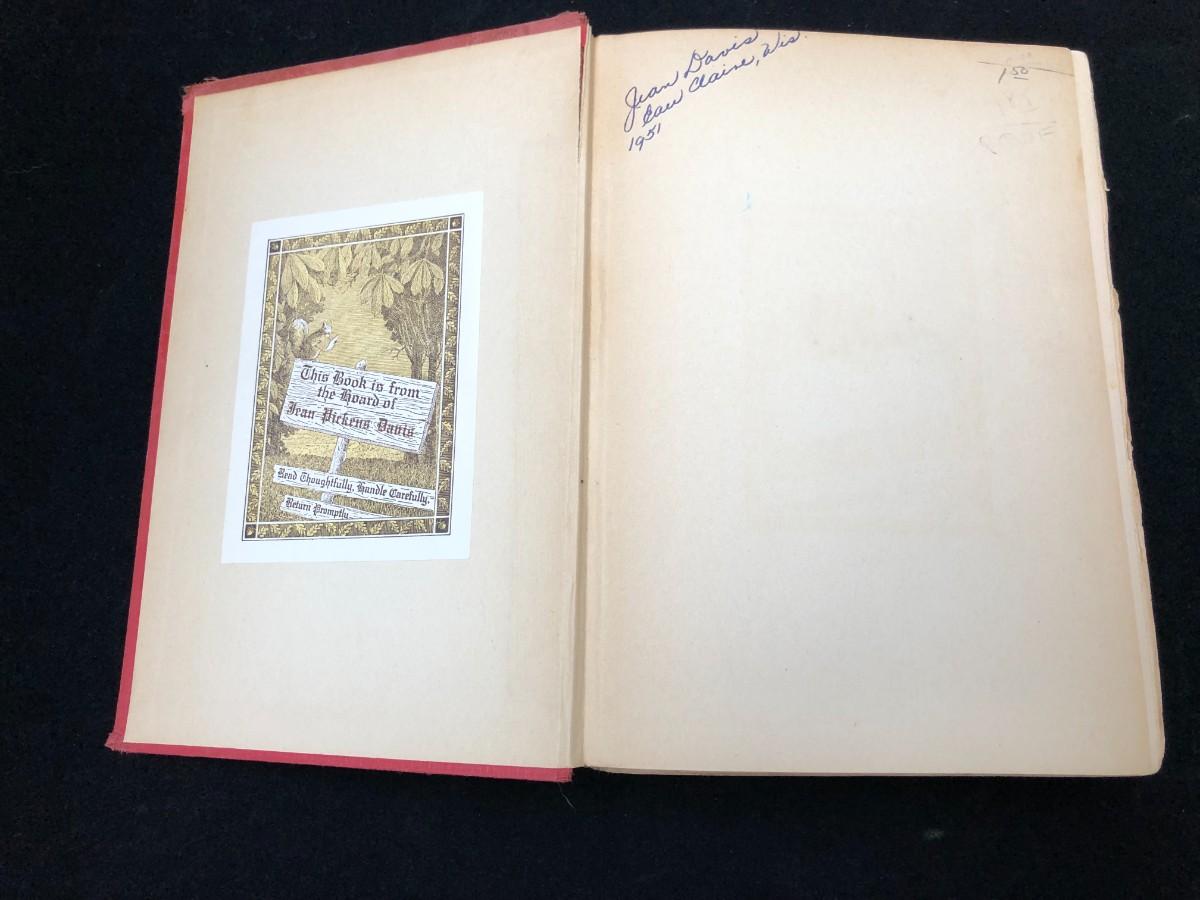 This Book is from
the Hoard of
Jean Pickens Davis
Read Thoughtfully, Handle Carefully,
Return Promptly
Jean Davis
Eau Claire, Wis.
1951
1 50